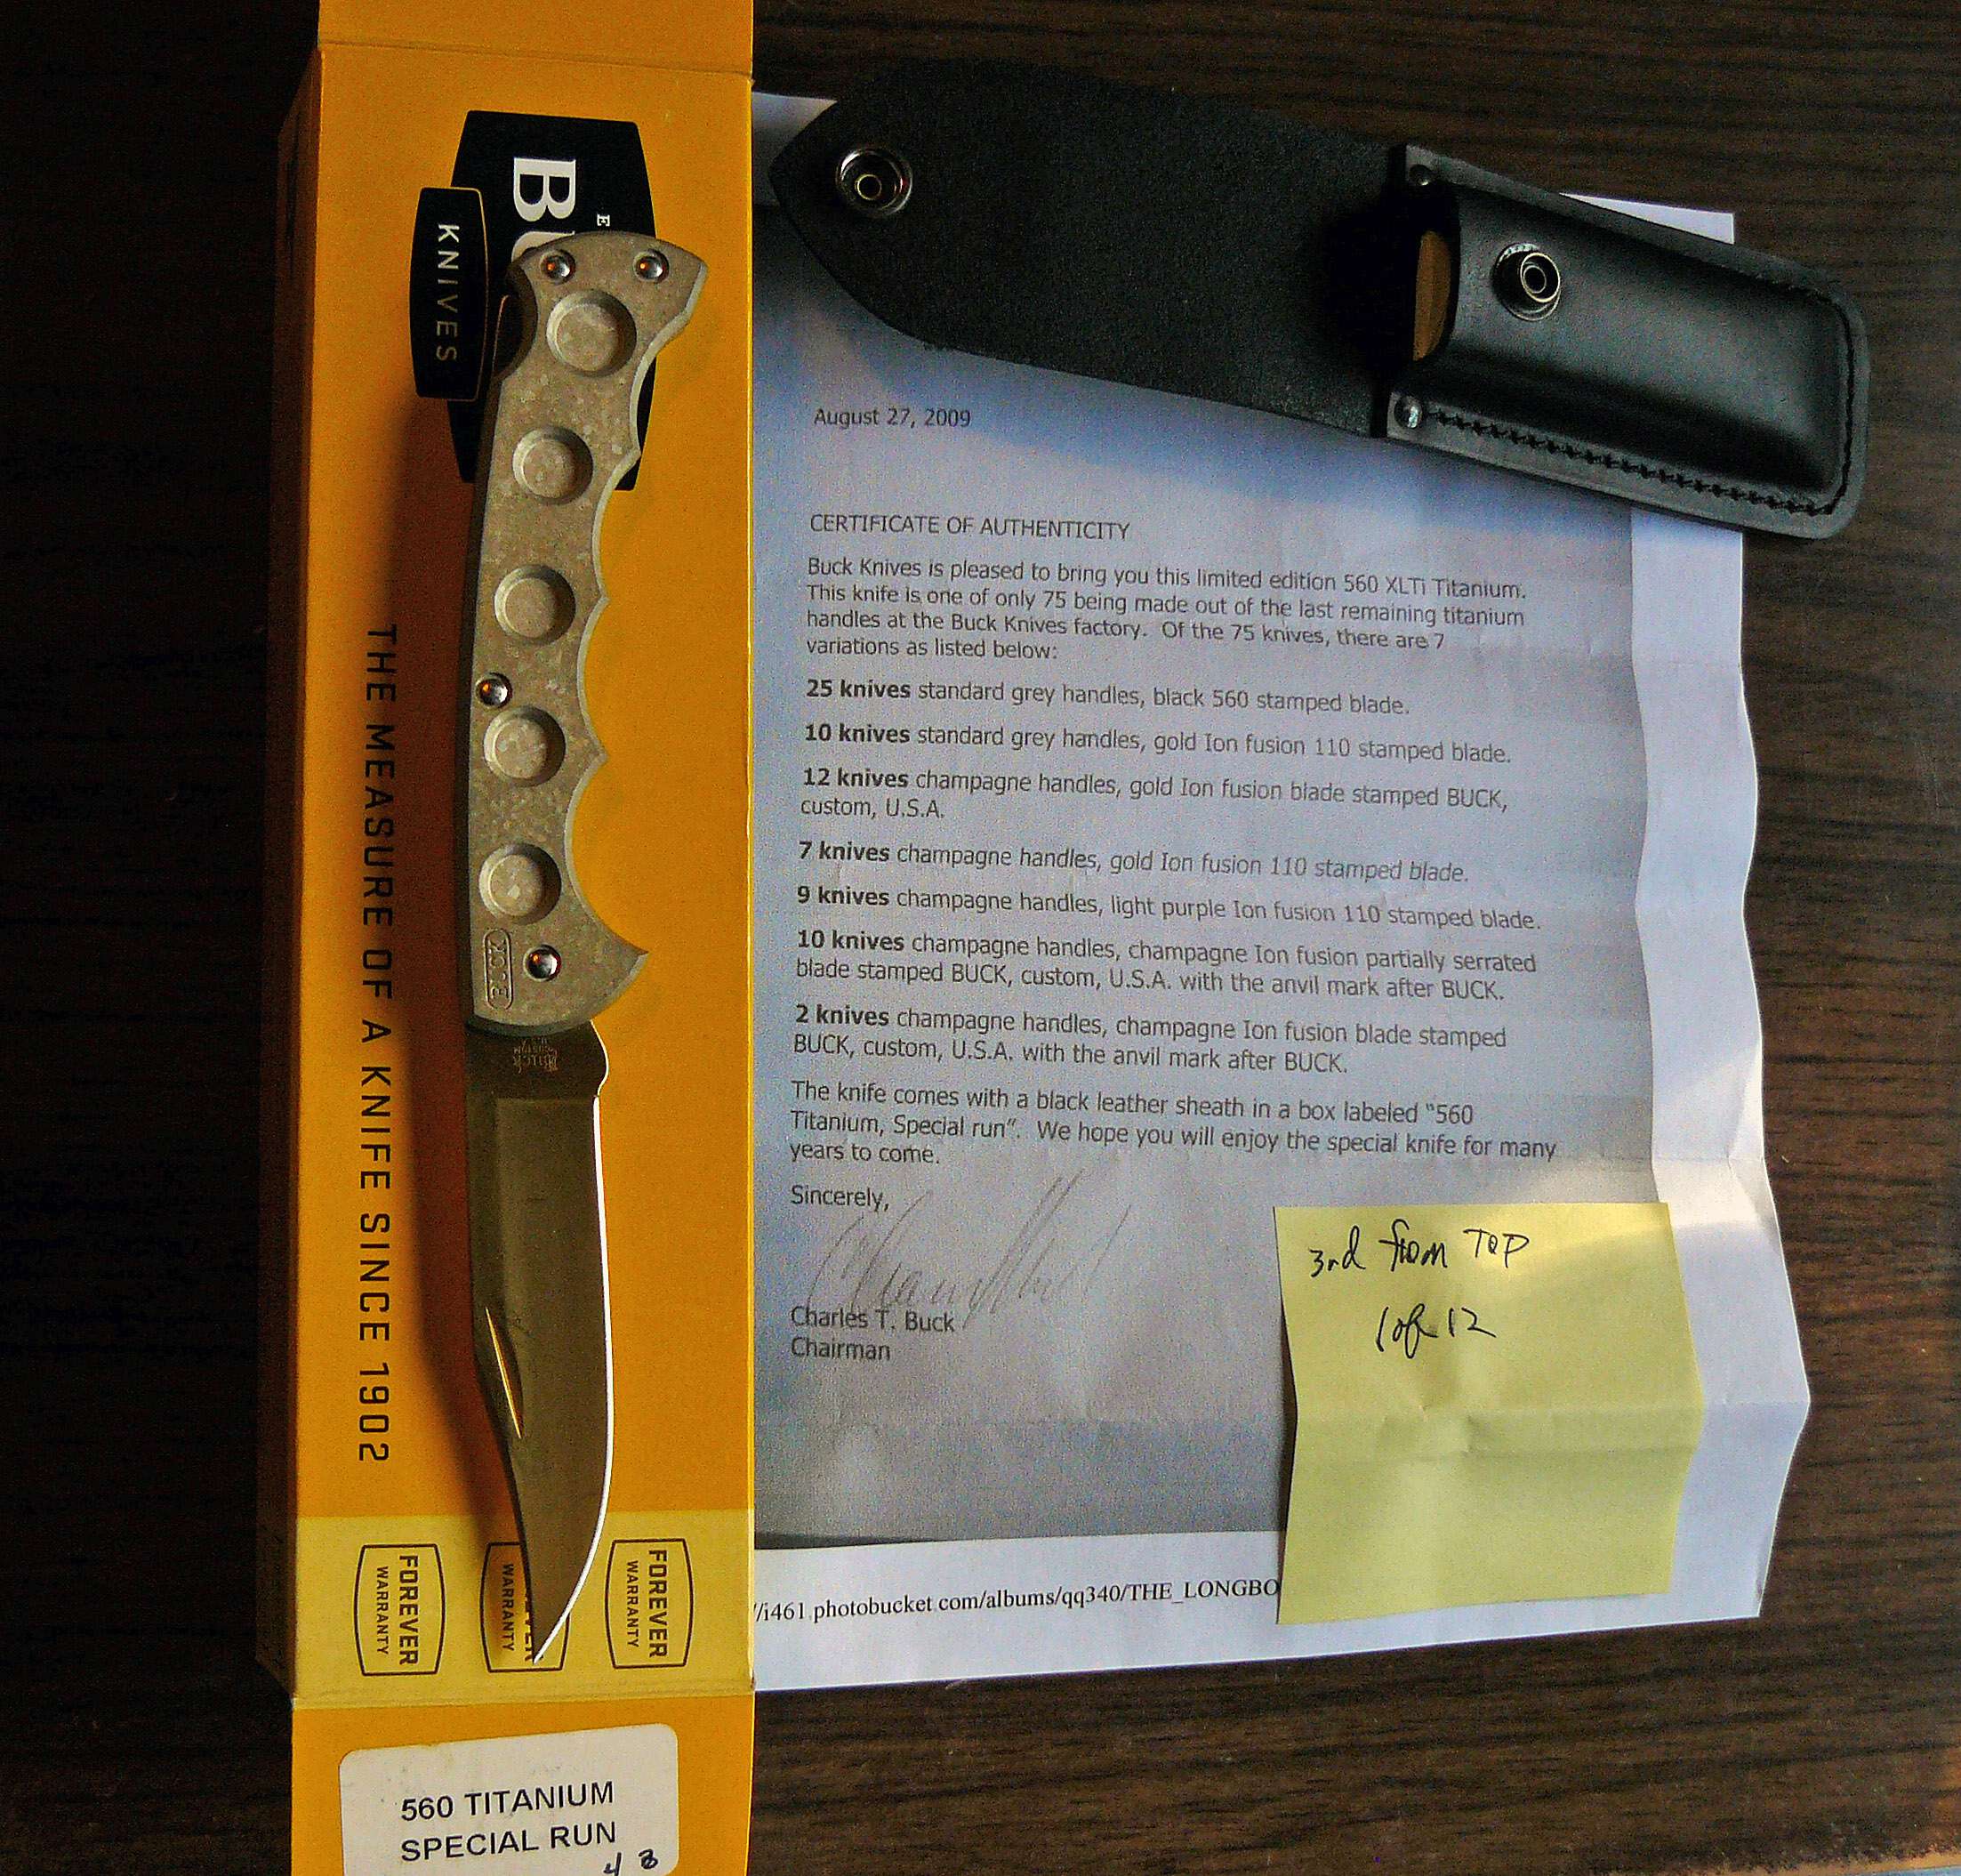 KNIVES
THE MEASURE OF A KNIFE SINCE 1902
FOREVER
WARRANTY
WARRANTY
FOREVER
WARRANTY
560 TITANIUM
SPECIAL RUN
BUCK
BUCK
August 27, 2009
CERTIFICATE OF AUTHENTICITY
Buck Knives is pleased to bring you this limited edition 560 XLTi Titanium.
This knife is one of only 75 being made out of the last remaining titanium
handles at the Buck Knives factory. Of the 75 knives, there are 7
variations as listed below:
25 knives standard grey handles, black 560 stamped blade.
10 knives standard grey handles, gold Ion fusion 110 stamped blade.
12 knives champagne handles, gold Ion fusion blade stamped BUCK,
custom, U.S.A.
7 knives champagne handles, gold Ion fusion 110 stamped blade.
9 knives champagne handles, light purple Ion fusion 110 stamped blade.
10 knives champagne handles, champagne Ion fusion partially serrated
blade stamped BUCK, custom, U.S.A. with the anvil mark after BUCK.
2 knives champagne handles, champagne Ion fusion blade stamped
BUCK, custom, U.S.A. with the anvil mark after BUCK.
The knife comes with a black leather sheath in a box labeled "560
Titanium, Special run". We hope you will enjoy the special knife for many
years to come.
Sincerely,
Charles T. Buck
Chairman
3rd from TOP
1 of 12
//i461.photobucket.com/albums/qq340/THE_LONGBO